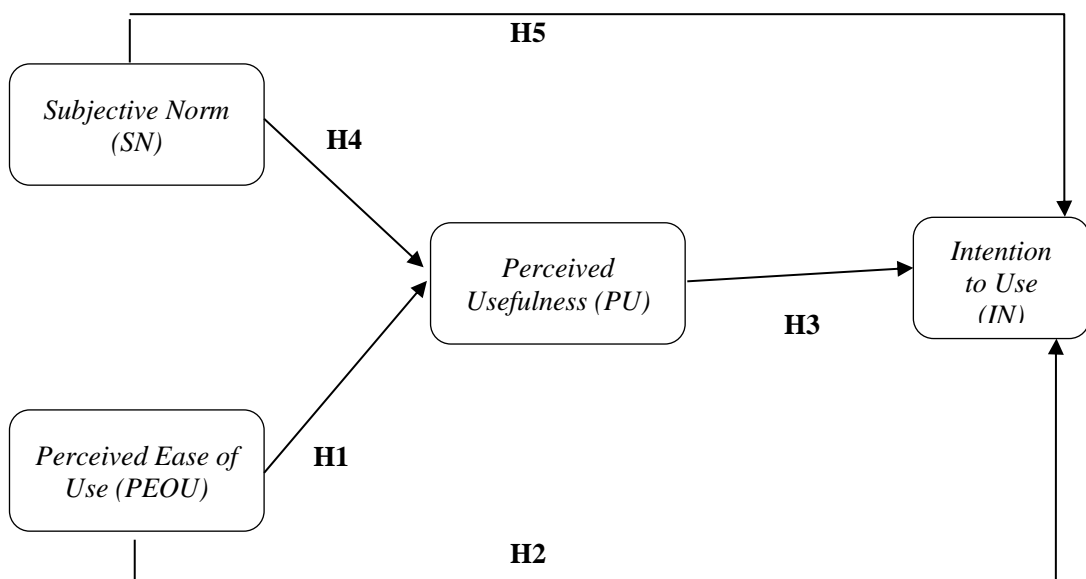 H5
Subjective Norm
(SN)
H4
Perceived
Usefulness (PU)
Intention
to Use
(IN)
H3
Perceived Ease of
Use (PEOU)
H1
H2